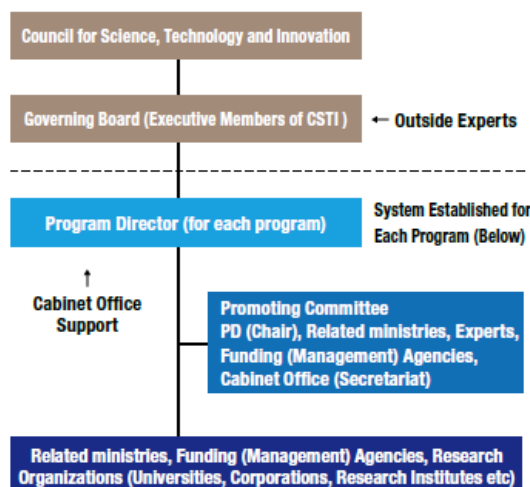 Council for Science, Technology and Innovation
Governing Board (Executive Members of CSTI )
← Outside Experts
Program Director (for each program)
System Established for
Each Program (Below)
↑
Cabinet Office
Support
Promoting Committee
PD (Chair), Related ministries, Experts,
Funding (Management) Agencies,
Cabinet Office (Secretariat)
Related ministries, Funding (Management) Agencies, Research
Organizations (Universities, Corporations, Research Institutes etc)